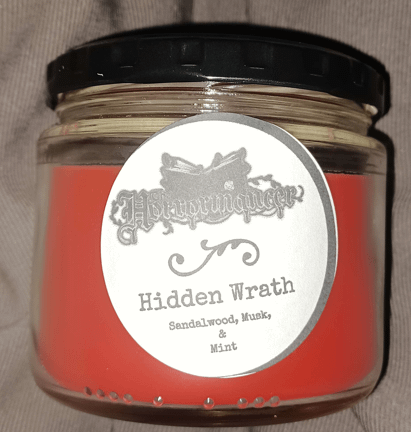 Hidden Wrath
Sandalwood, Musk,
&
Mint